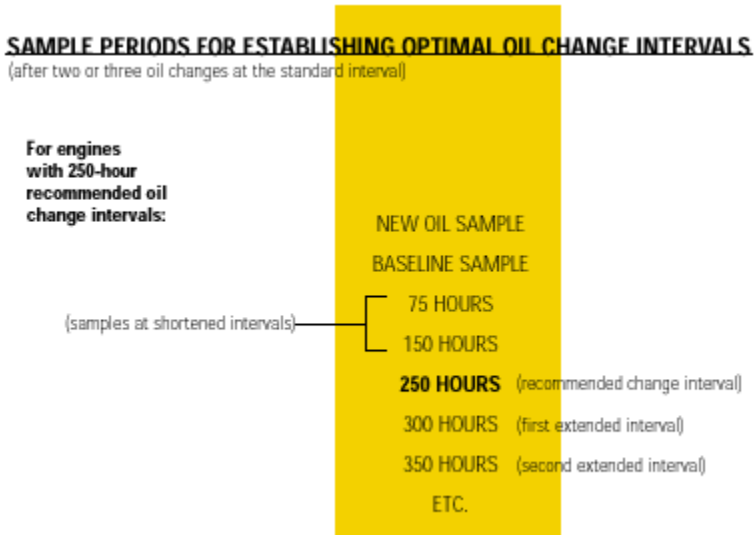 SAMPLE PERIODS FOR ESTABLISHING OPTIMAL OIL CHANGE INTERVALS
(after two or three oil changes at the standard interval)
For engines
with 250-hour
recommended oil
change intervals:
NEW OIL SAMPLE
BASELINE SAMPLE
75 HOURS
(samples at shortened intervals)
150 HOURS
250 HOURS (recommended change interval)
300 HOURS (first extended interval)
350 HOURS (second extended interval)
ETC.